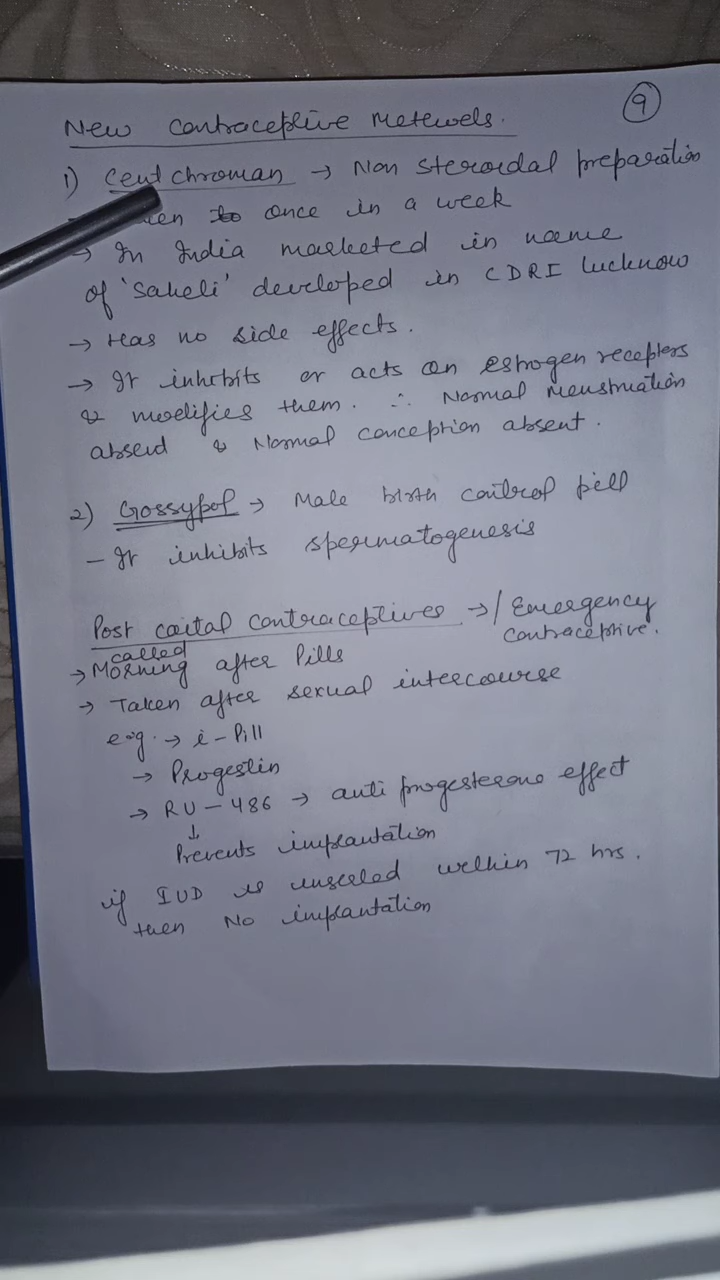 9
New Contraceptive Metewels.
1) Centchroman → Non steroidal preparation
once in a week
→ In India marketed in name
of 'Saheli' developed in CDRI lucknow
→ Has no side effects.
→ It inhibits or acts on estrogen receptors
& modifies them. ∴ Normal menstruation
absend & Normal conception absent.
2) Gossypol → Male birth control pill
- It inhibits spermatogenesis
Post coital contraceptives → / Emergency
contraceptive.
called
→ Morning after Pills
→ Taken after sexual intercourse
e.g. → i-Pill
→ Progestin
→ RU-486 → anti progesterone effect
↓
Prevents implantation
if IUD is inserted within 72 hrs.
then No implantation